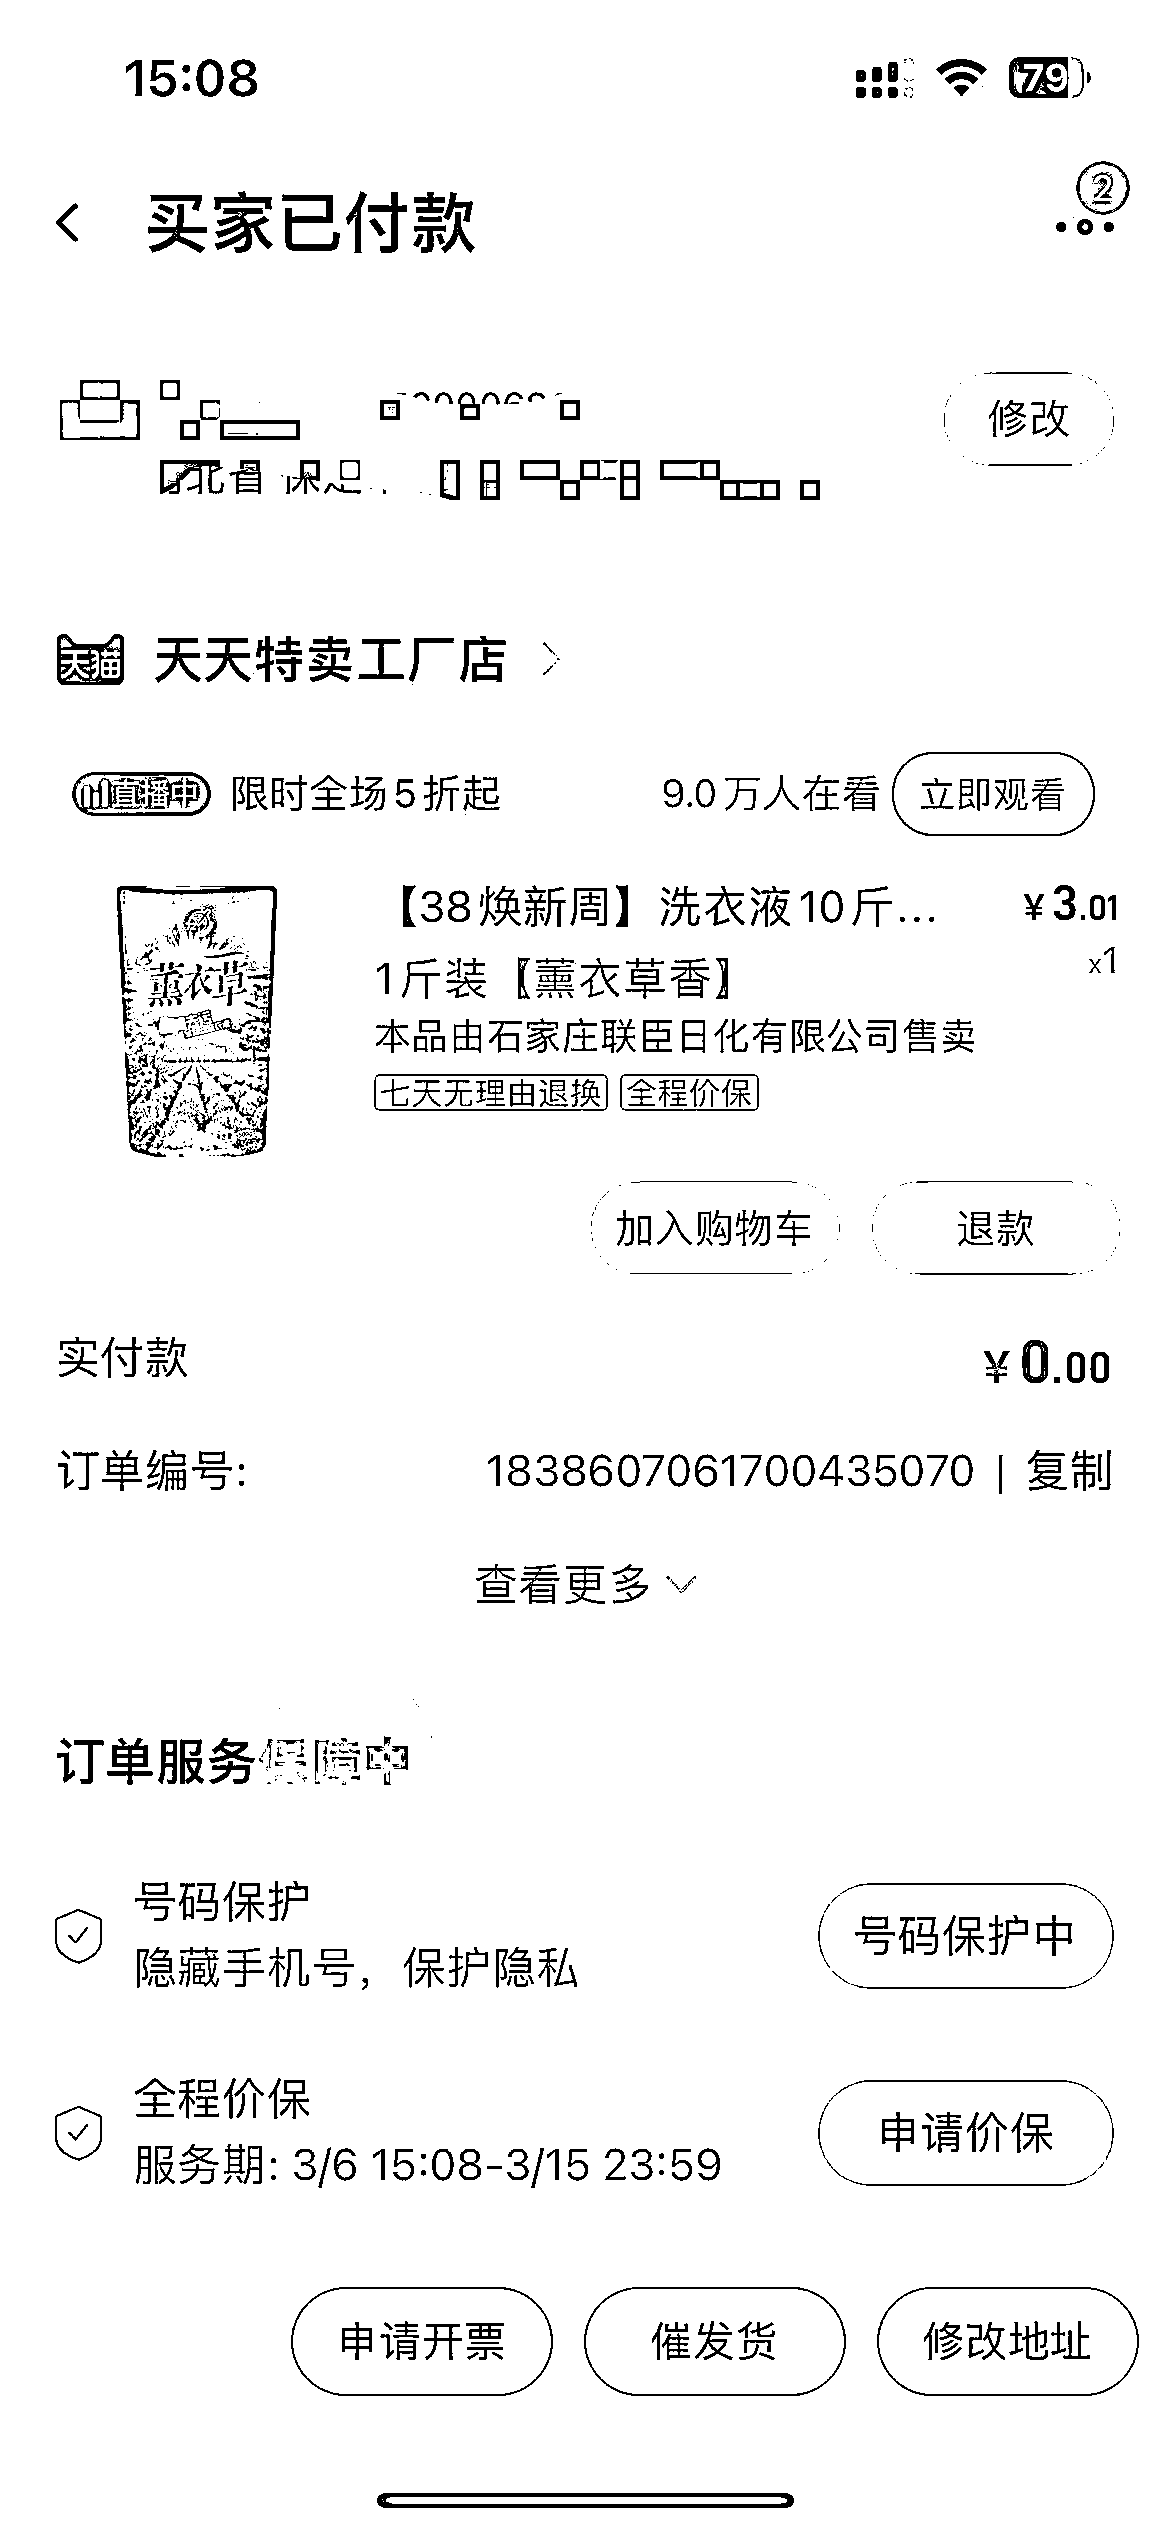 15:08
79
2
买家已付款
修改
北省 保定
天猫 天天特卖工厂店
直播中 限时全场5折起 9.0万人在看 立即观看
【38焕新周】洗衣液10斤... ¥3.01
1斤装【薰衣草香】 x1
薰衣草
本品由石家庄联臣日化有限公司售卖
七天无理由退换 全程价保
加入购物车 退款
实付款 ¥0.00
订单编号: 1838607061700435070 | 复制
查看更多
订单服务保障中
号码保护
隐藏手机号，保护隐私
号码保护中
全程价保
服务期: 3/6 15:08-3/15 23:59
申请价保
申请开票 催发货 修改地址